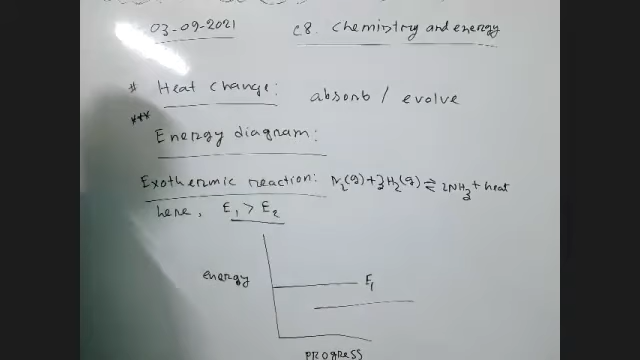 03-09-2021
C8. Chemistry and energy
# Heat change: absorb / evolve
*** Energy diagram:
Exothermic reaction: N₂(g)+3H₂(g) ⇌ 2NH₃ + heat
here, E₁ > E₂
energy
E₁
PROGRESS